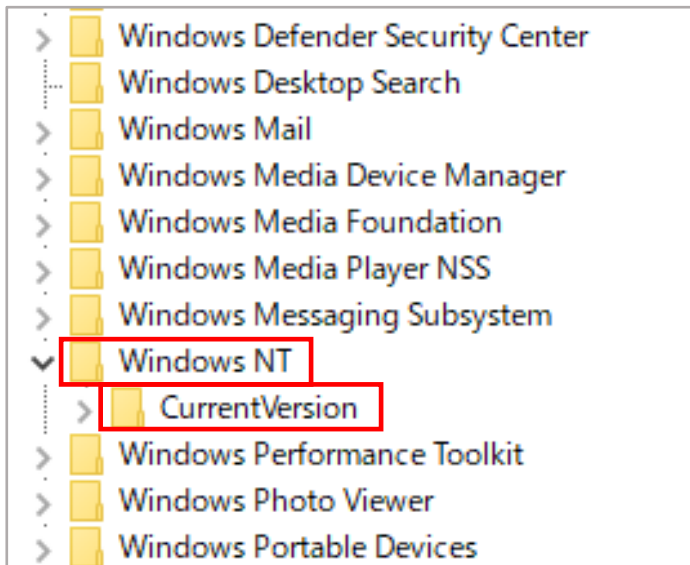 Windows Defender Security Center
Windows Desktop Search
Windows Mail
Windows Media Device Manager
Windows Media Foundation
Windows Media Player NSS
Windows Messaging Subsystem
Windows NT
CurrentVersion
Windows Performance Toolkit
Windows Photo Viewer
Windows Portable Devices